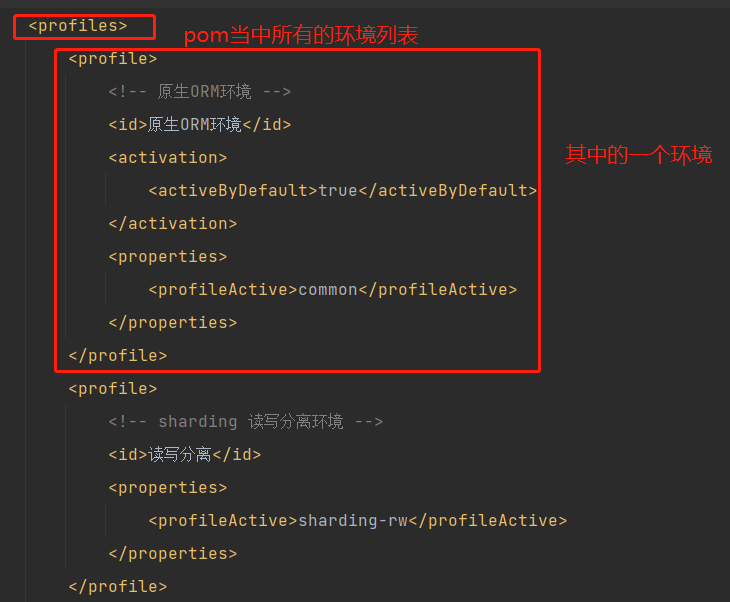 <profiles>
pom当中所有的环境列表
<profile>
<!-- 原生ORM环境 -->
<id>原生ORM环境</id>
<activation>
其中的一个环境
<activeByDefault>true</activeByDefault>
</activation>
<properties>
<profileActive>common</profileActive>
</properties>
</profile>
<profile>
<!-- sharding 读写分离环境 -->
<id>读写分离</id>
<properties>
<profileActive>sharding-rw</profileActive>
</properties>
</profile>